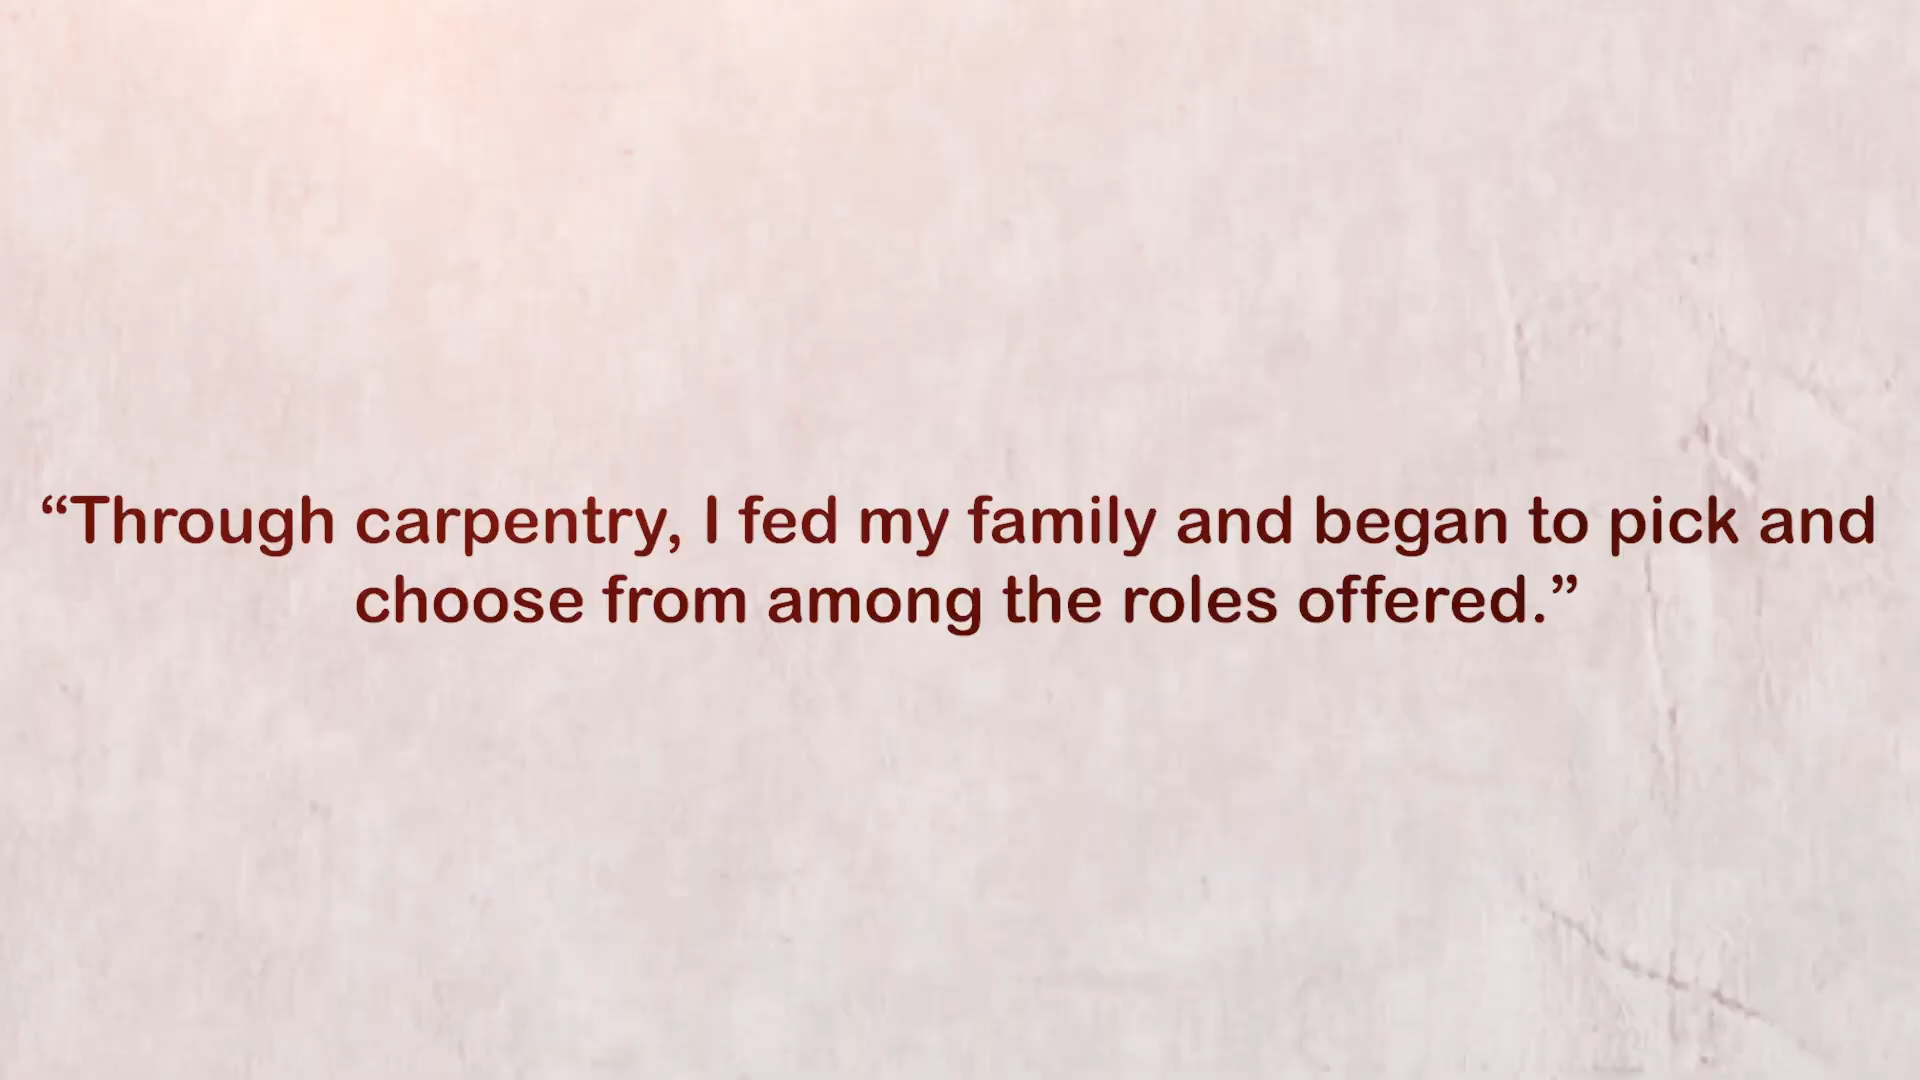 “Through carpentry, I fed my family and began to pick and
choose from among the roles offered.”